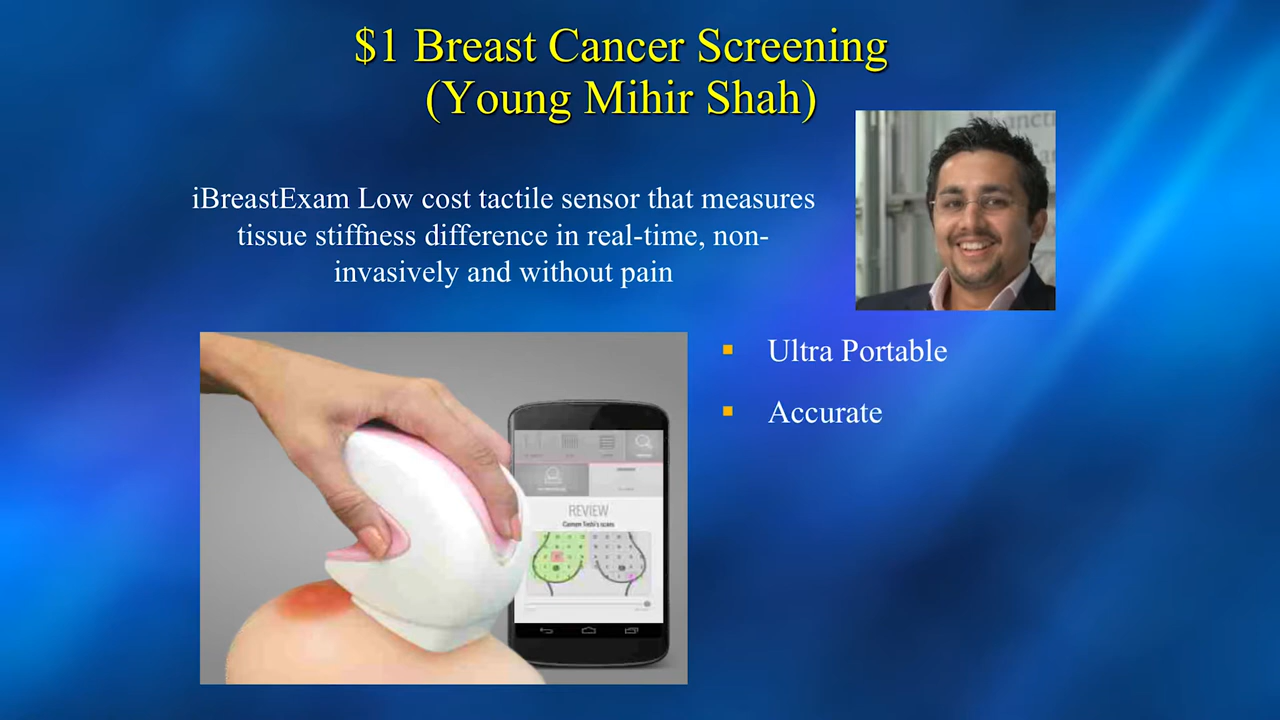 $1 Breast Cancer Screening
(Young Mihir Shah)
iBreastExam Low cost tactile sensor that measures
tissue stiffness difference in real-time, non-
invasively and without pain
▪ Ultra Portable
▪ Accurate
REVIEW